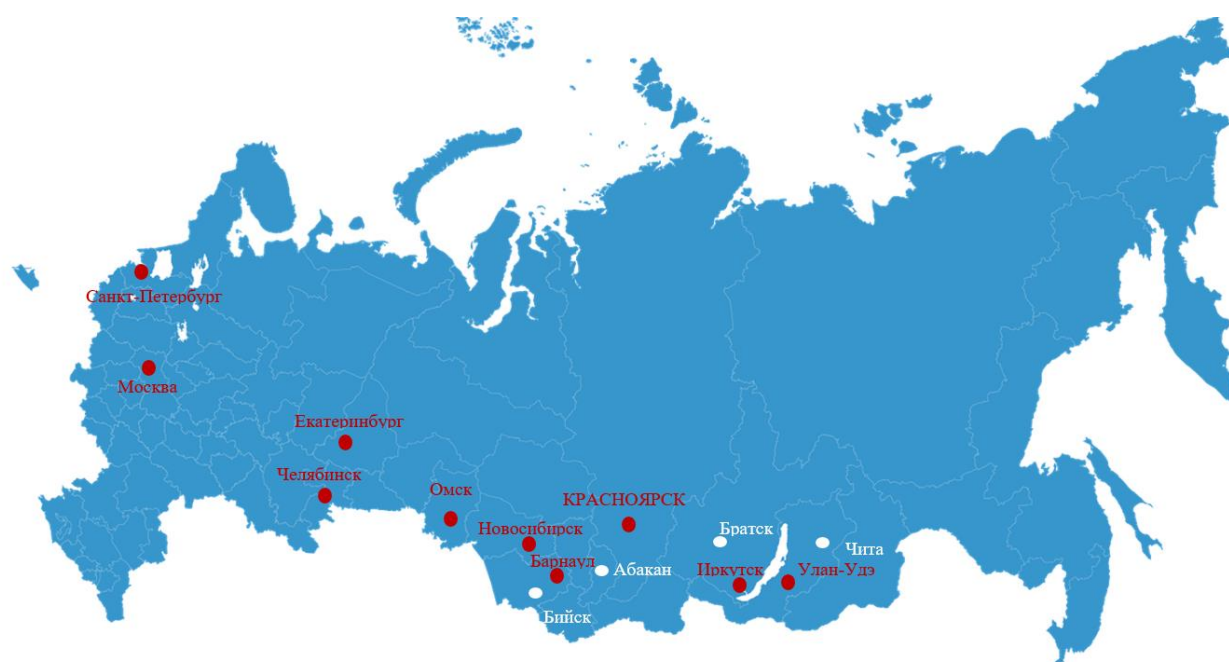 Санкт-Петербург
Москва
Екатеринбург
Челябинск
Омск
КРАСНОЯРСК
Новосибирск
Братск
Чита
Барнаул
Абакан
Иркутск
Улан-Удэ
Бийск